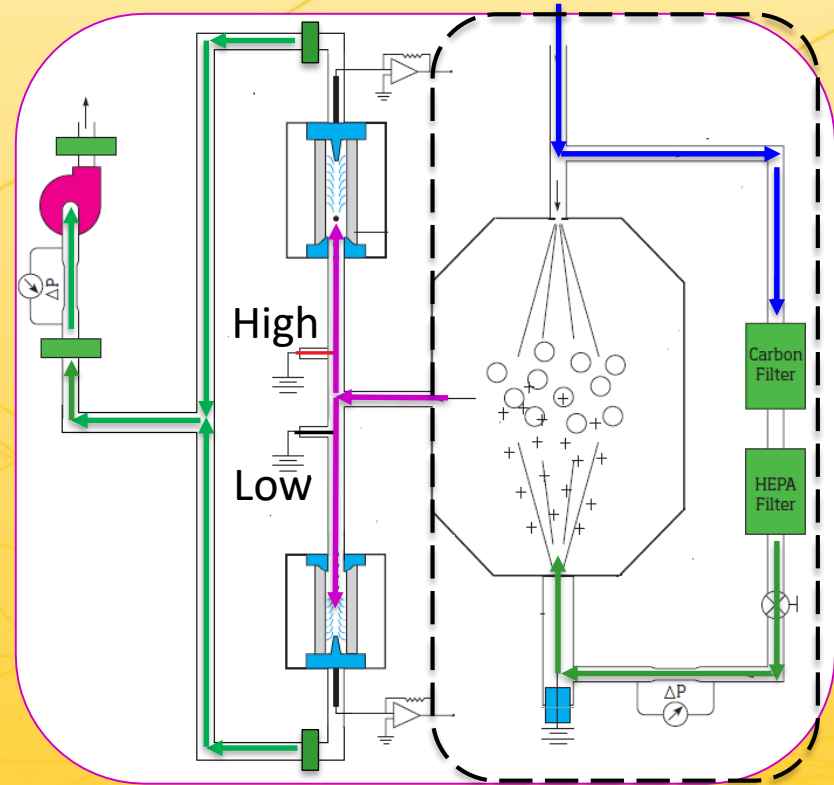 ΔP
High
Low
Carbon
Filter
HEPA
Filter
ΔP